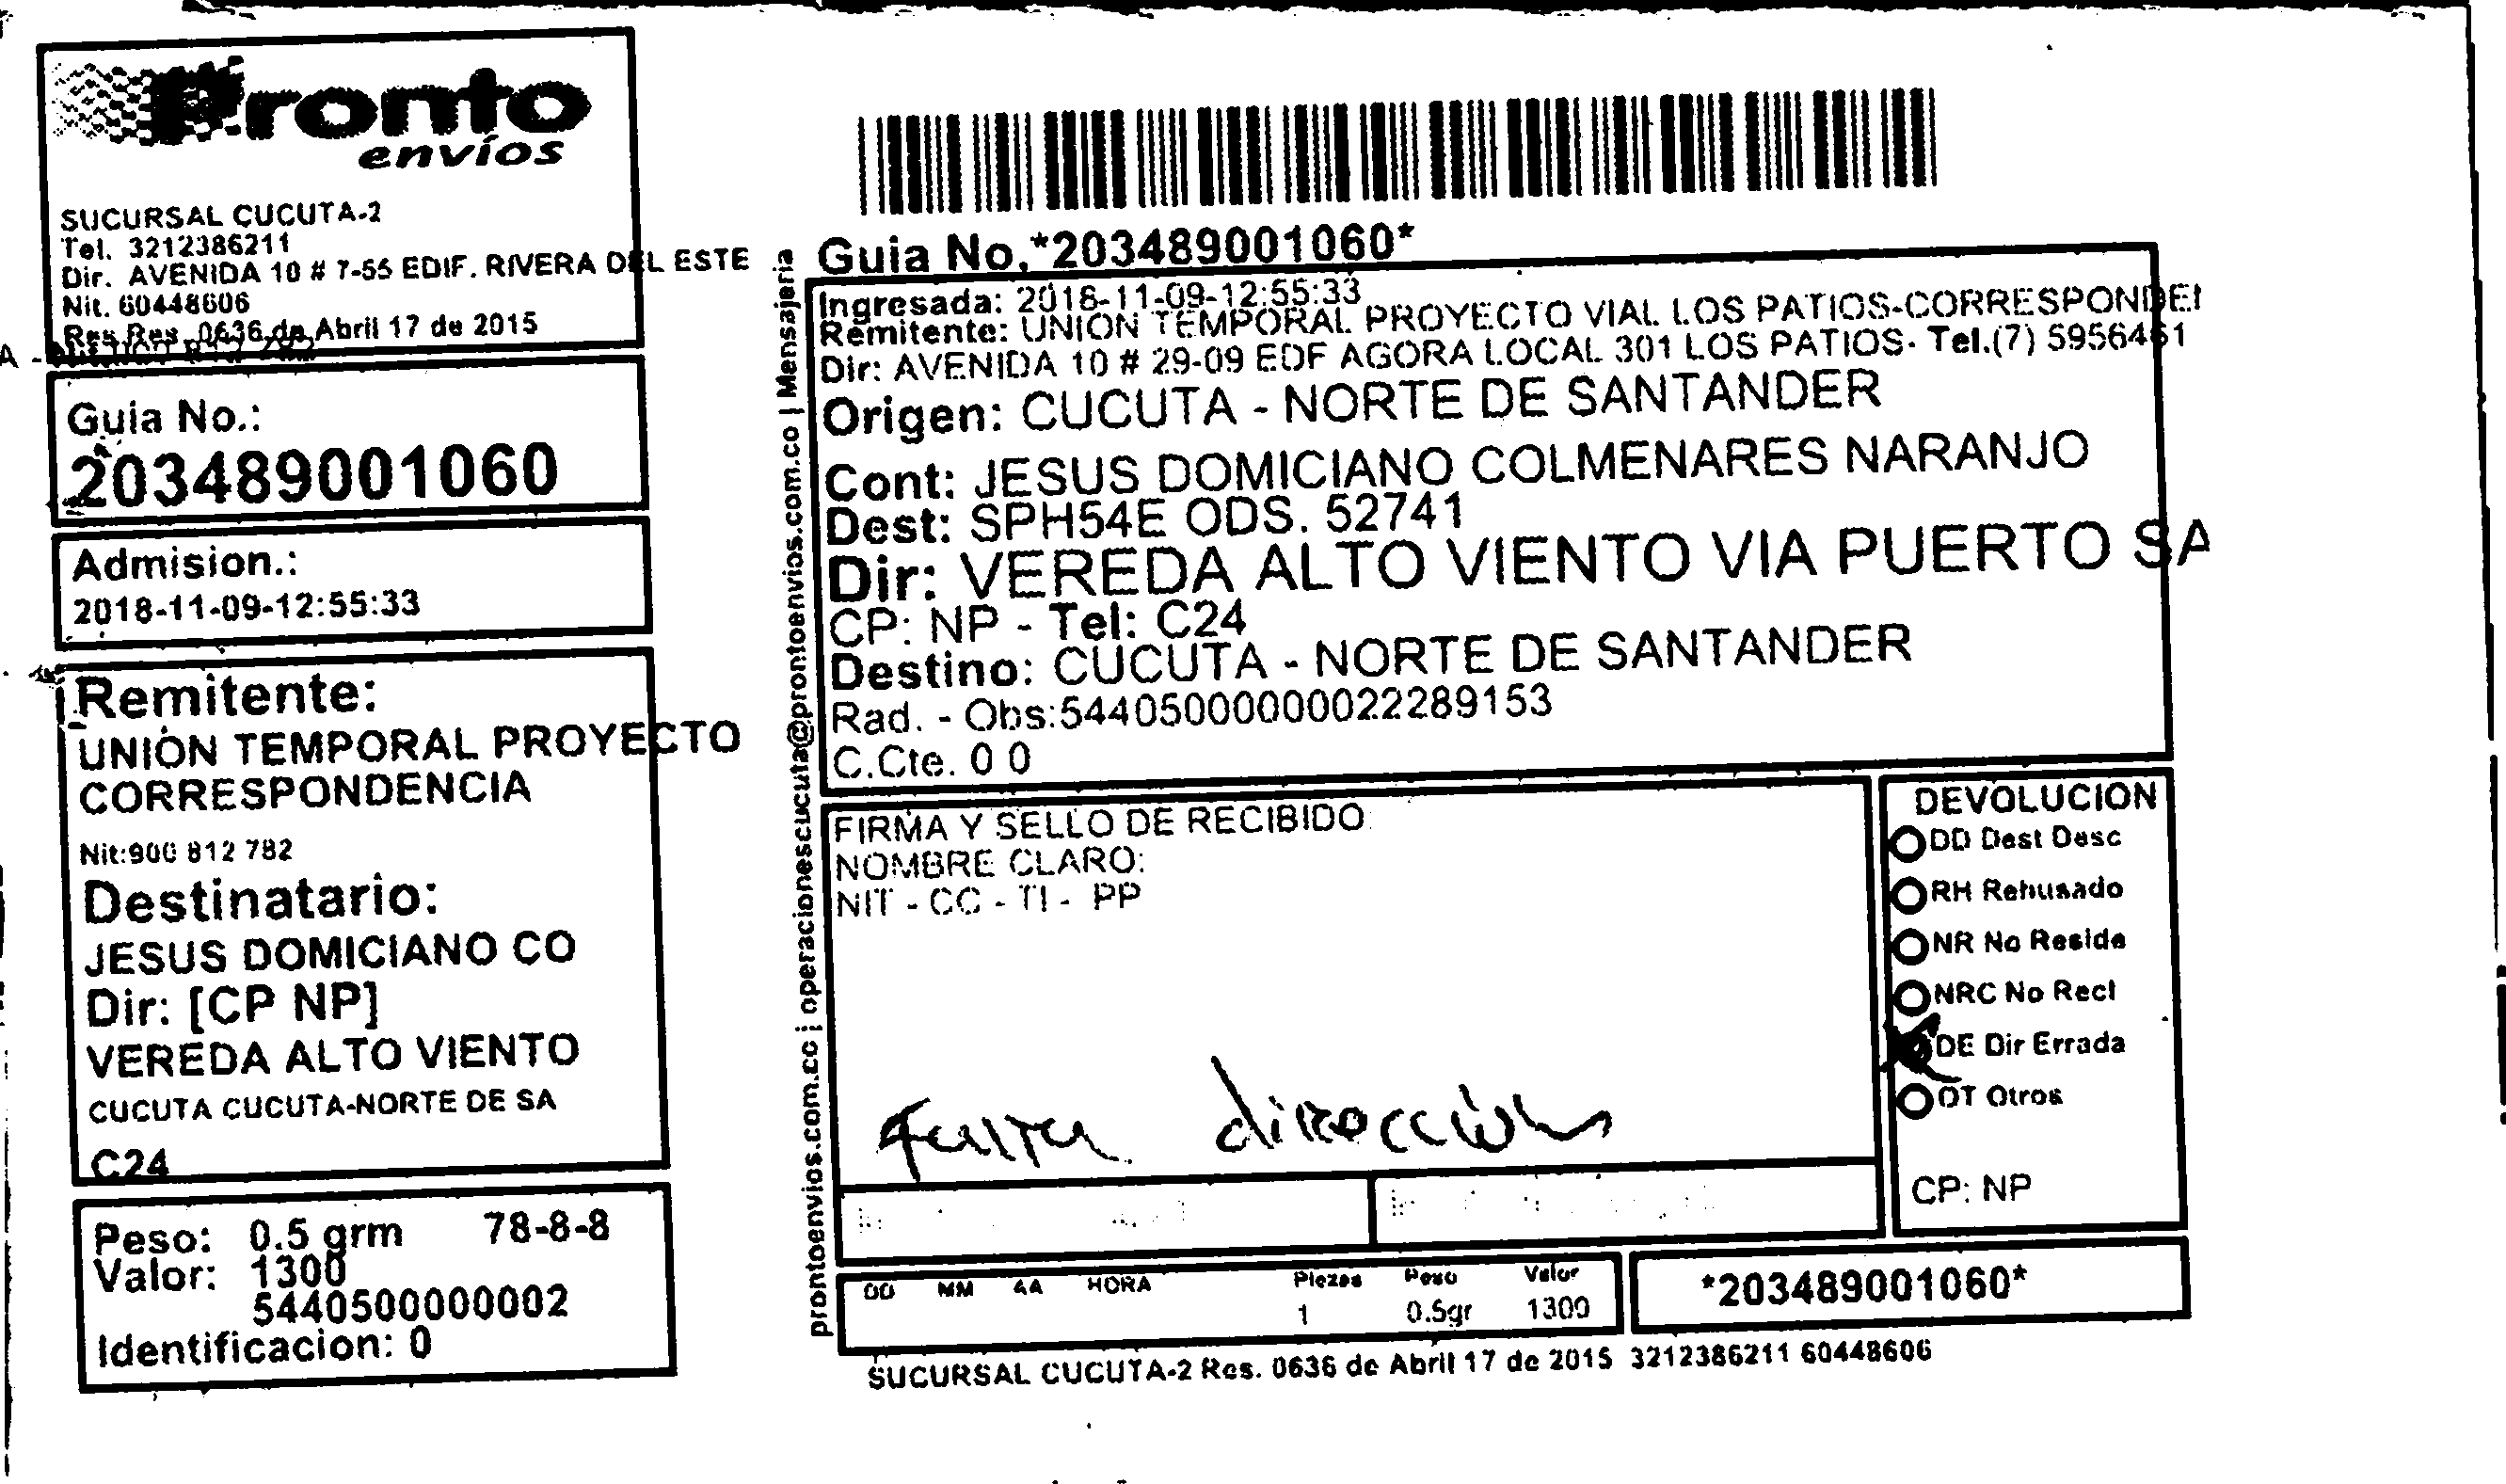 Pronto
envíos
SUCURSAL CUCUTA-2
Tel. 3212386211
Dir. AVENIDA 10 # 7-55 EDIF. RIVERA DEL ESTE
Nit. 60448606
Res.Res. 0636 de Abril 17 de 2015
Guia No.:
203489001060
Admision.:
2018-11-09-12:55:33
Remitente:
UNION TEMPORAL PROYECTO
CORRESPONDENCIA
Nit:900 812 782
Destinatario:
JESUS DOMICIANO CO
Dir: [CP NP]
VEREDA ALTO VIENTO
CUCUTA CUCUTA-NORTE DE SA
C24
Peso: 0.5 grm 78-8-8
Valor: 1300
5440500000002
Identificacion: 0
prontoenvios.com.co | operacionescucuta@prontoenvios.com.co | Mensajeria
Guia No.*203489001060*
Ingresada: 2018-11-09-12:55:33
Remitente: UNION TEMPORAL PROYECTO VIAL LOS PATIOS-CORRESPONDEI
Dir: AVENIDA 10 # 29-09 EDF AGORA LOCAL 301 LOS PATIOS- Tel.(7) 5956461
Origen: CUCUTA - NORTE DE SANTANDER
Cont: JESUS DOMICIANO COLMENARES NARANJO
Dest: SPH54E ODS. 52741
Dir: VEREDA ALTO VIENTO VIA PUERTO SA
CP: NP - Tel: C24
Destino: CUCUTA - NORTE DE SANTANDER
Rad. - Obs:544050000000022289153
C.Cte. 0 0
FIRMA Y SELLO DE RECIBIDO
NOMBRE CLARO:
NIT - CC - TI - PP
dirección
DEVOLUCION
DD Dest Desc
RH Rehusado
NR No Reside
NRC No Recl
DE Dir Errada
OT Otros
CP: NP
DD MM AA HORA Piezas Peso Valor
1 0.5gr 1300
*203489001060*
SUCURSAL CUCUTA-2 Res. 0636 de Abril 17 de 2015 3212386211 60448606